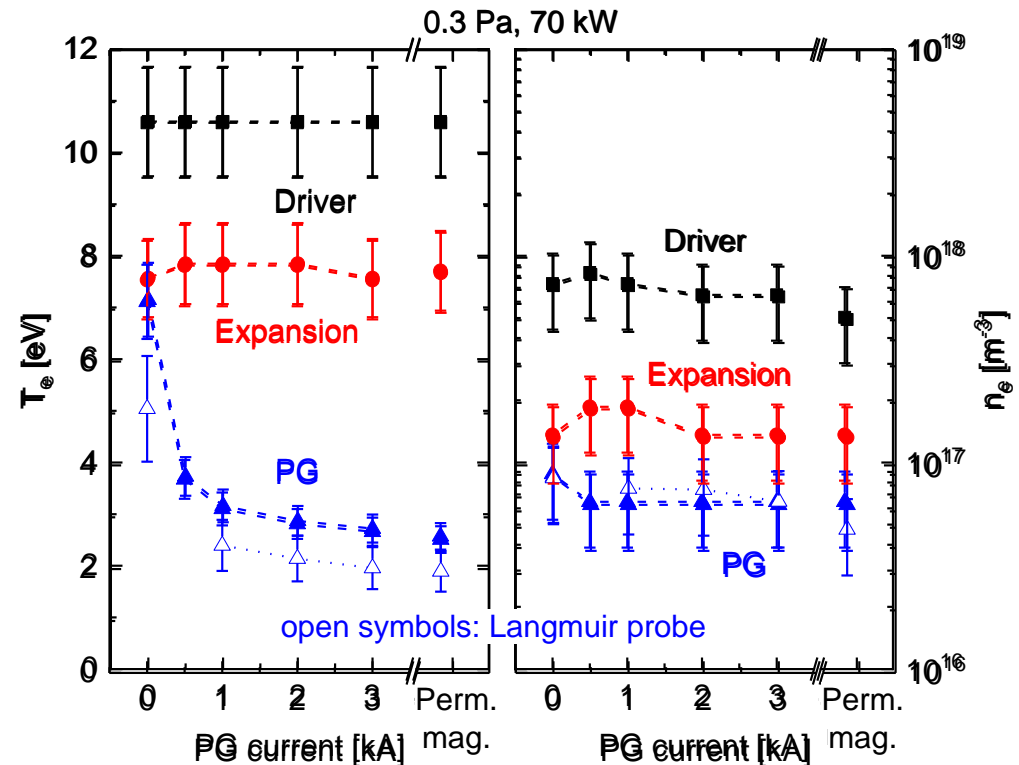 0.3 Pa, 70 kW
12
10
8
6
4
2
0
T_e [eV]
Driver
Expansion
PG
open symbols: Langmuir probe
0 1 2 3 Perm. mag.
PG current [kA]
10^19
10^18
10^17
10^16
n_e [m^-3]
Driver
Expansion
PG
0 1 2 3 Perm. mag.
PG current [kA]